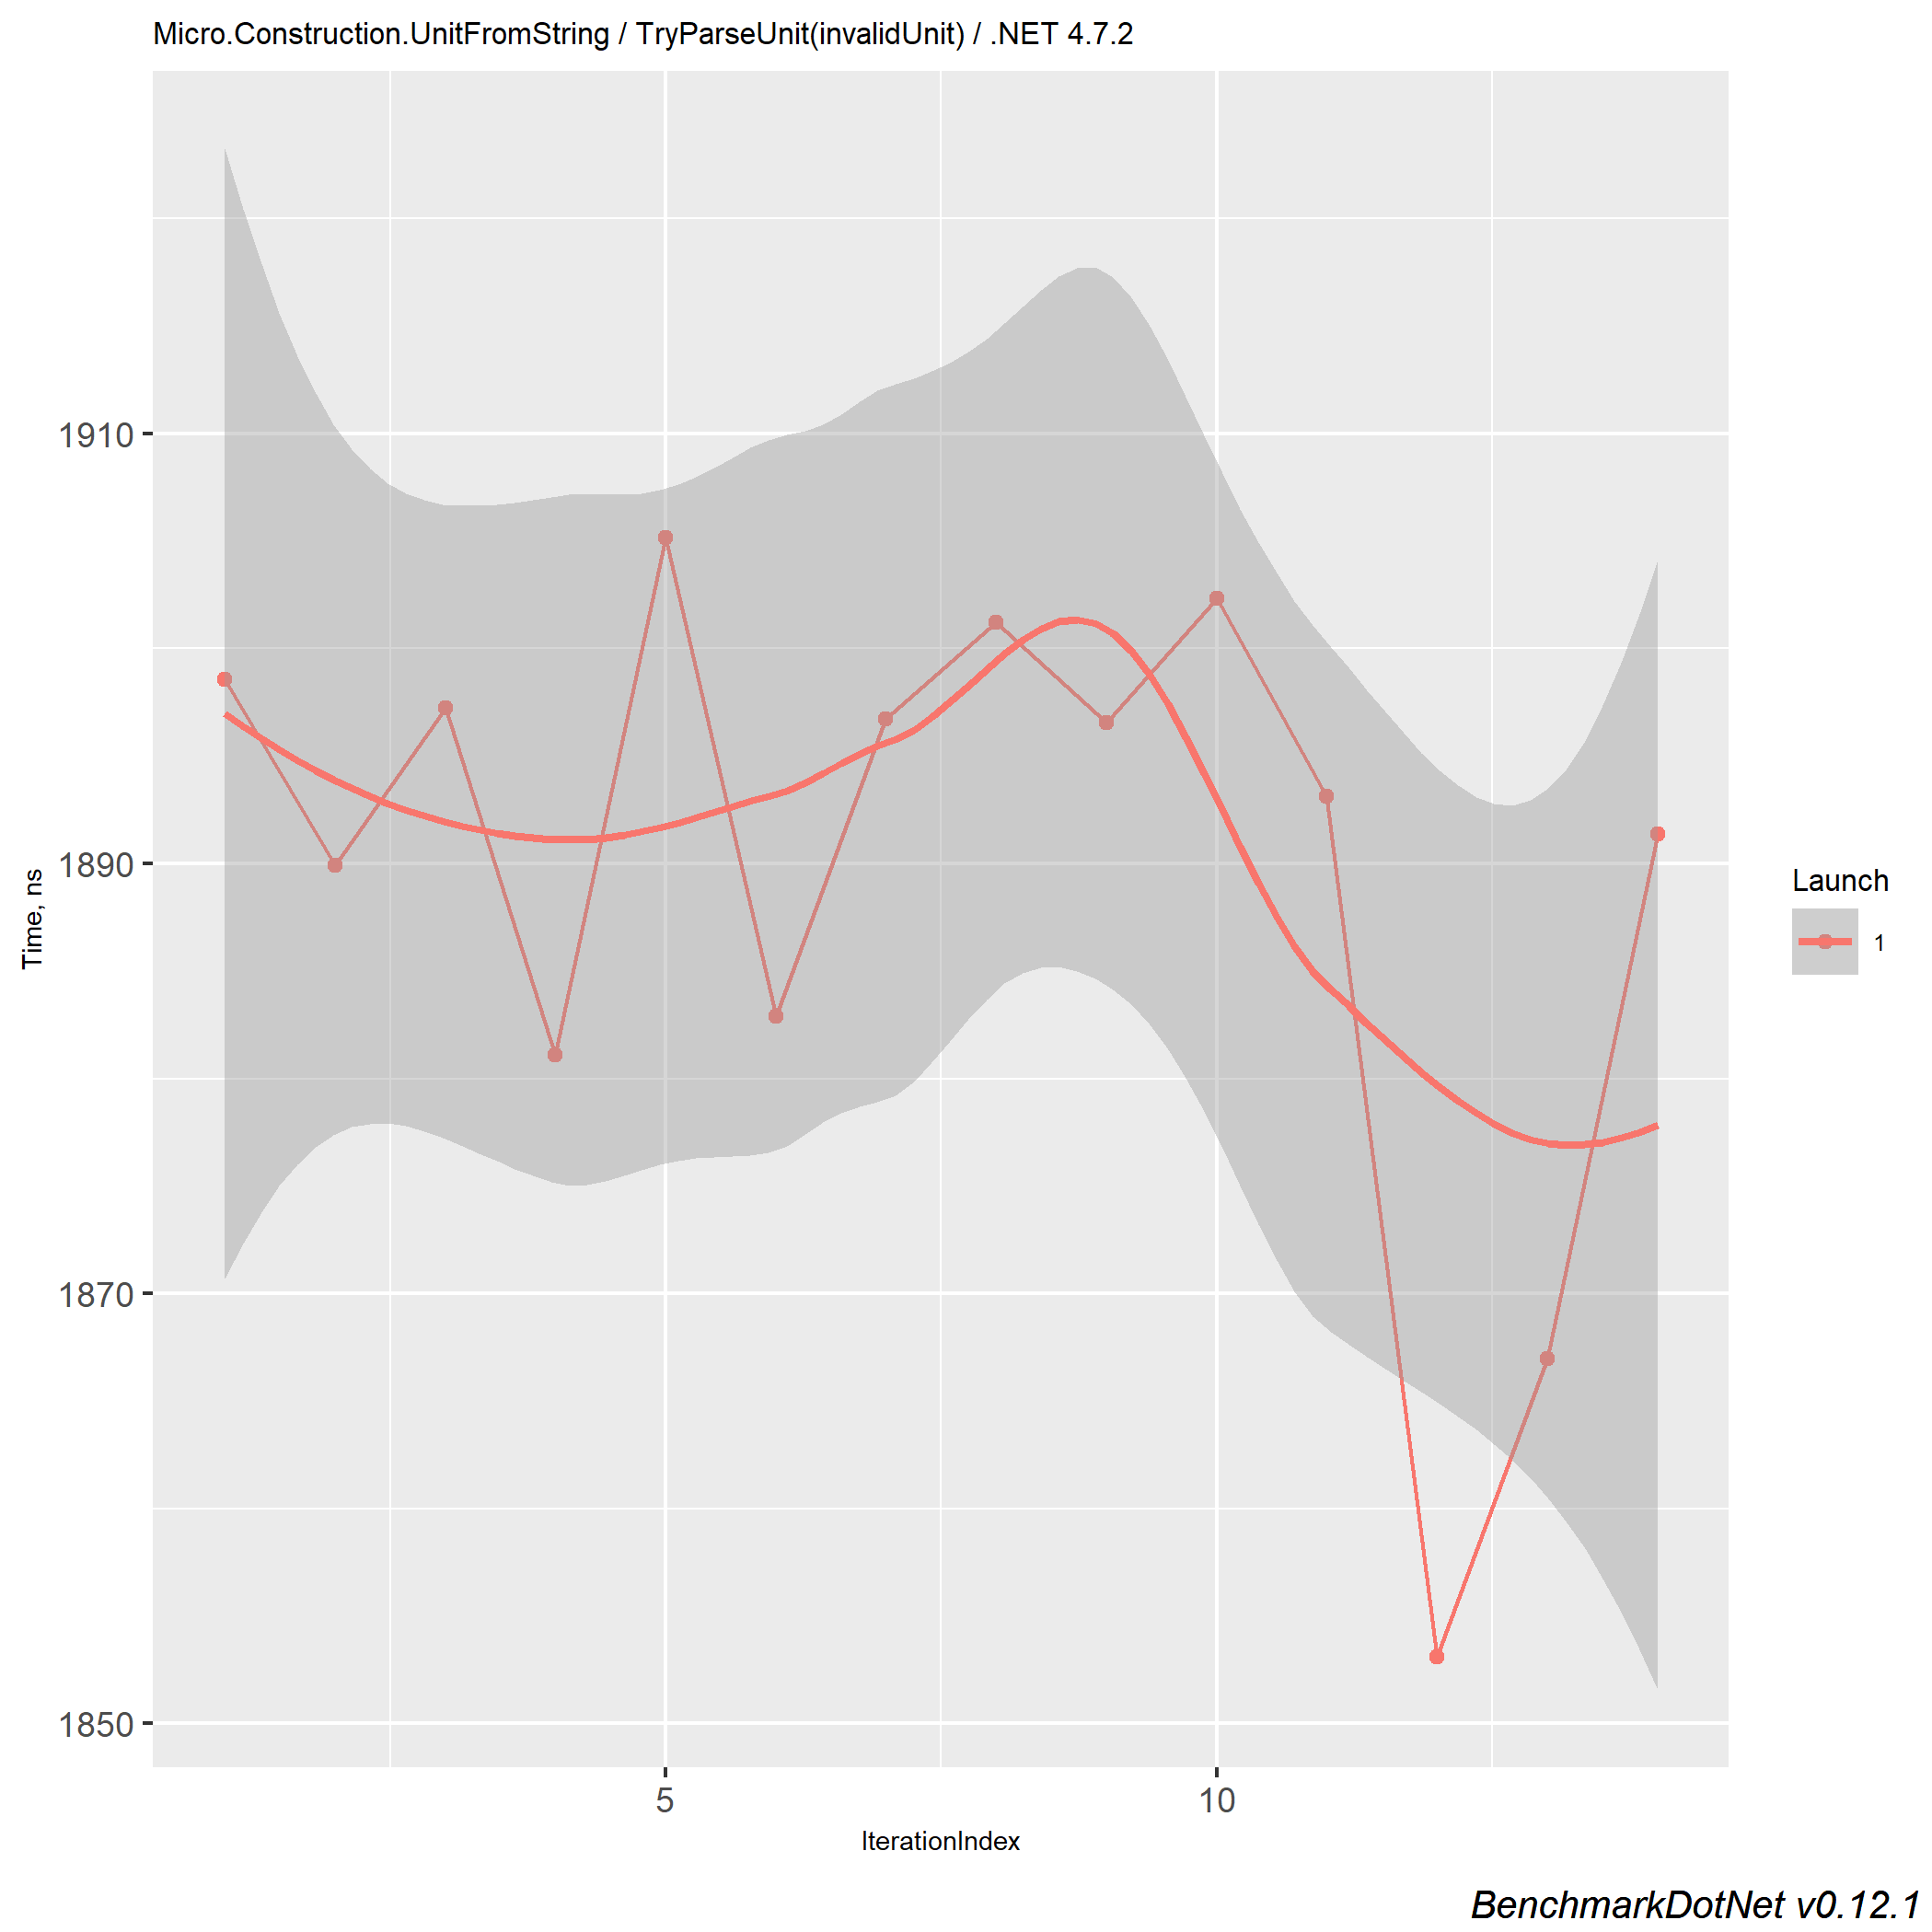 Micro.Construction.UnitFromString / TryParseUnit(invalidUnit) / .NET 4.7.2
1910
1890
1870
1850
Time, ns
5
10
IterationIndex
Launch
1
BenchmarkDotNet v0.12.1